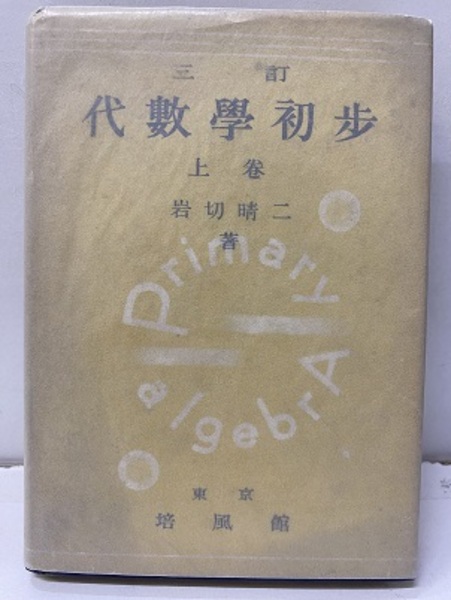 三訂
代數學初步
上卷
岩切晴二
著
Primary
algebrA
東京
培風館